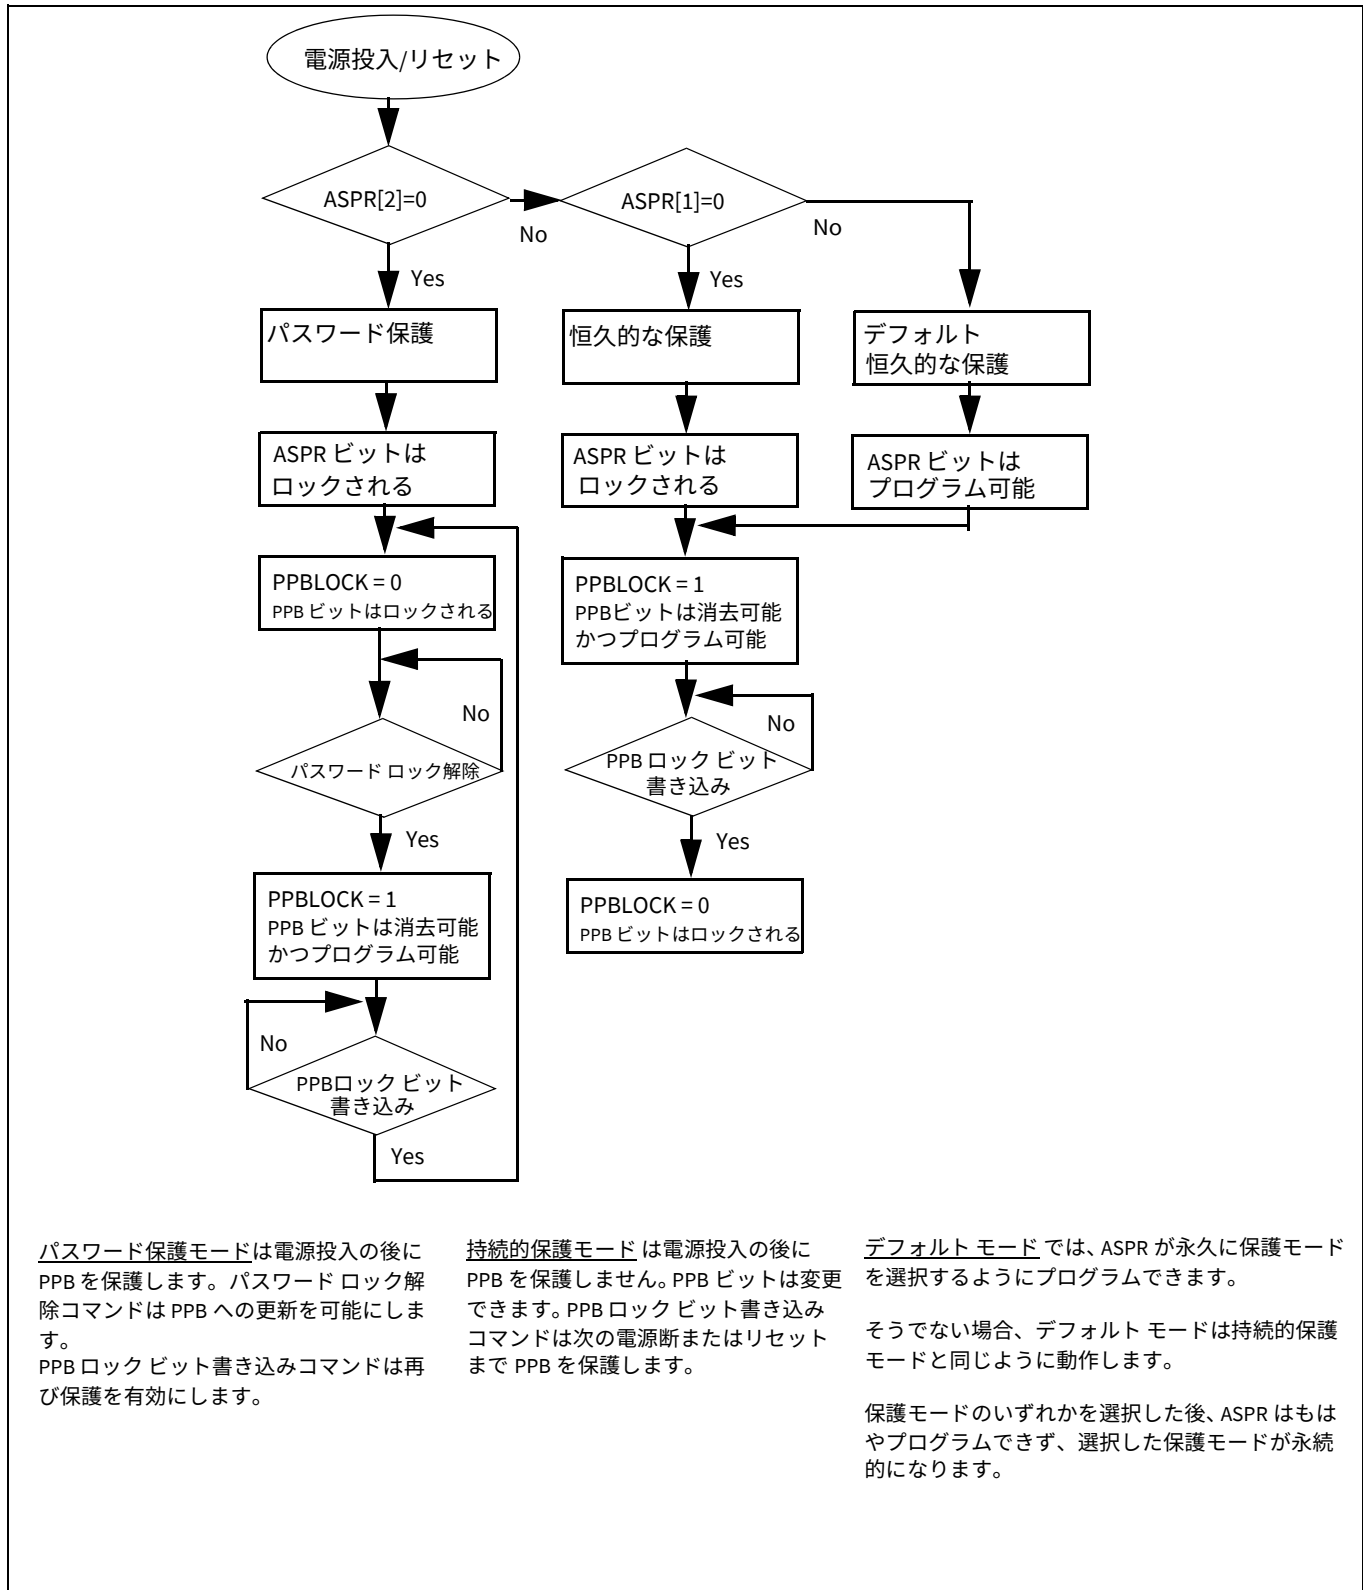 電源投入/リセット
ASPR[2]=0
No
ASPR[1]=0
No
Yes
Yes
パスワード保護
恒久的な保護
デフォルト
恒久的な保護
ASPR ビットは
ロックされる
ASPR ビットは
ロックされる
ASPR ビットは
プログラム可能
PPBLOCK = 0
PPB ビットはロックされる
PPBLOCK = 1
PPBビットは消去可能
かつプログラム可能
No
パスワード ロック解除
No
PPB ロック ビット
書き込み
Yes
Yes
PPBLOCK = 1
PPB ビットは消去可能
かつプログラム可能
PPBLOCK = 0
PPB ビットはロックされる
No
PPBロック ビット
書き込み
Yes
パスワード保護モードは電源投入の後に
PPB を保護します。パスワード ロック解
除コマンドは PPB への更新を可能にしま
す。
PPB ロック ビット書き込みコマンドは再
び保護を有効にします。
持続的保護モード は電源投入の後に
PPB を保護しません。PPB ビットは変更
できます。PPB ロック ビット書き込み
コマンドは次の電源断またはリセット
まで PPB を保護します。
デフォルト モード では、ASPR が永久に保護モード
を選択するようにプログラムできます。
そうでない場合、デフォルト モードは持続的保護
モードと同じように動作します。
保護モードのいずれかを選択した後、ASPR はもは
やプログラムできず、選択した保護モードが永続
的になります。